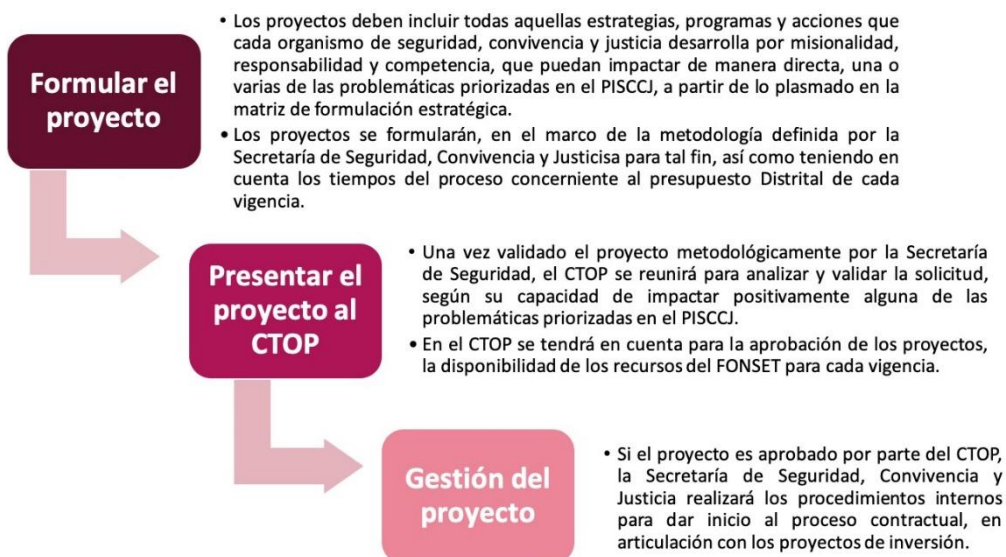 Formular el
proyecto
• Los proyectos deben incluir todas aquellas estrategias, programas y acciones que
cada organismo de seguridad, convivencia y justicia desarrolla por misionalidad,
responsabilidad y competencia, que puedan impactar de manera directa, una o
varias de las problemáticas priorizadas en el PISCCJ, a partir de lo plasmado en la
matriz de formulación estratégica.
• Los proyectos se formularán, en el marco de la metodología definida por la
Secretaría de Seguridad, Convivencia y Justicisa para tal fin, así como teniendo en
cuenta los tiempos del proceso concerniente al presupuesto Distrital de cada
vigencia.
Presentar el
proyecto al
CTOP
• Una vez validado el proyecto metodológicamente por la Secretaría
de Seguridad, el CTOP se reunirá para analizar y validar la solicitud,
según su capacidad de impactar positivamente alguna de las
problemáticas priorizadas en el PISCCJ.
• En el CTOP se tendrá en cuenta para la aprobación de los proyectos,
la disponibilidad de los recursos del FONSET para cada vigencia.
Gestión del
proyecto
• Si el proyecto es aprobado por parte del CTOP,
la Secretaría de Seguridad, Convivencia y
Justicia realizará los procedimientos internos
para dar inicio al proceso contractual, en
articulación con los proyectos de inversión.